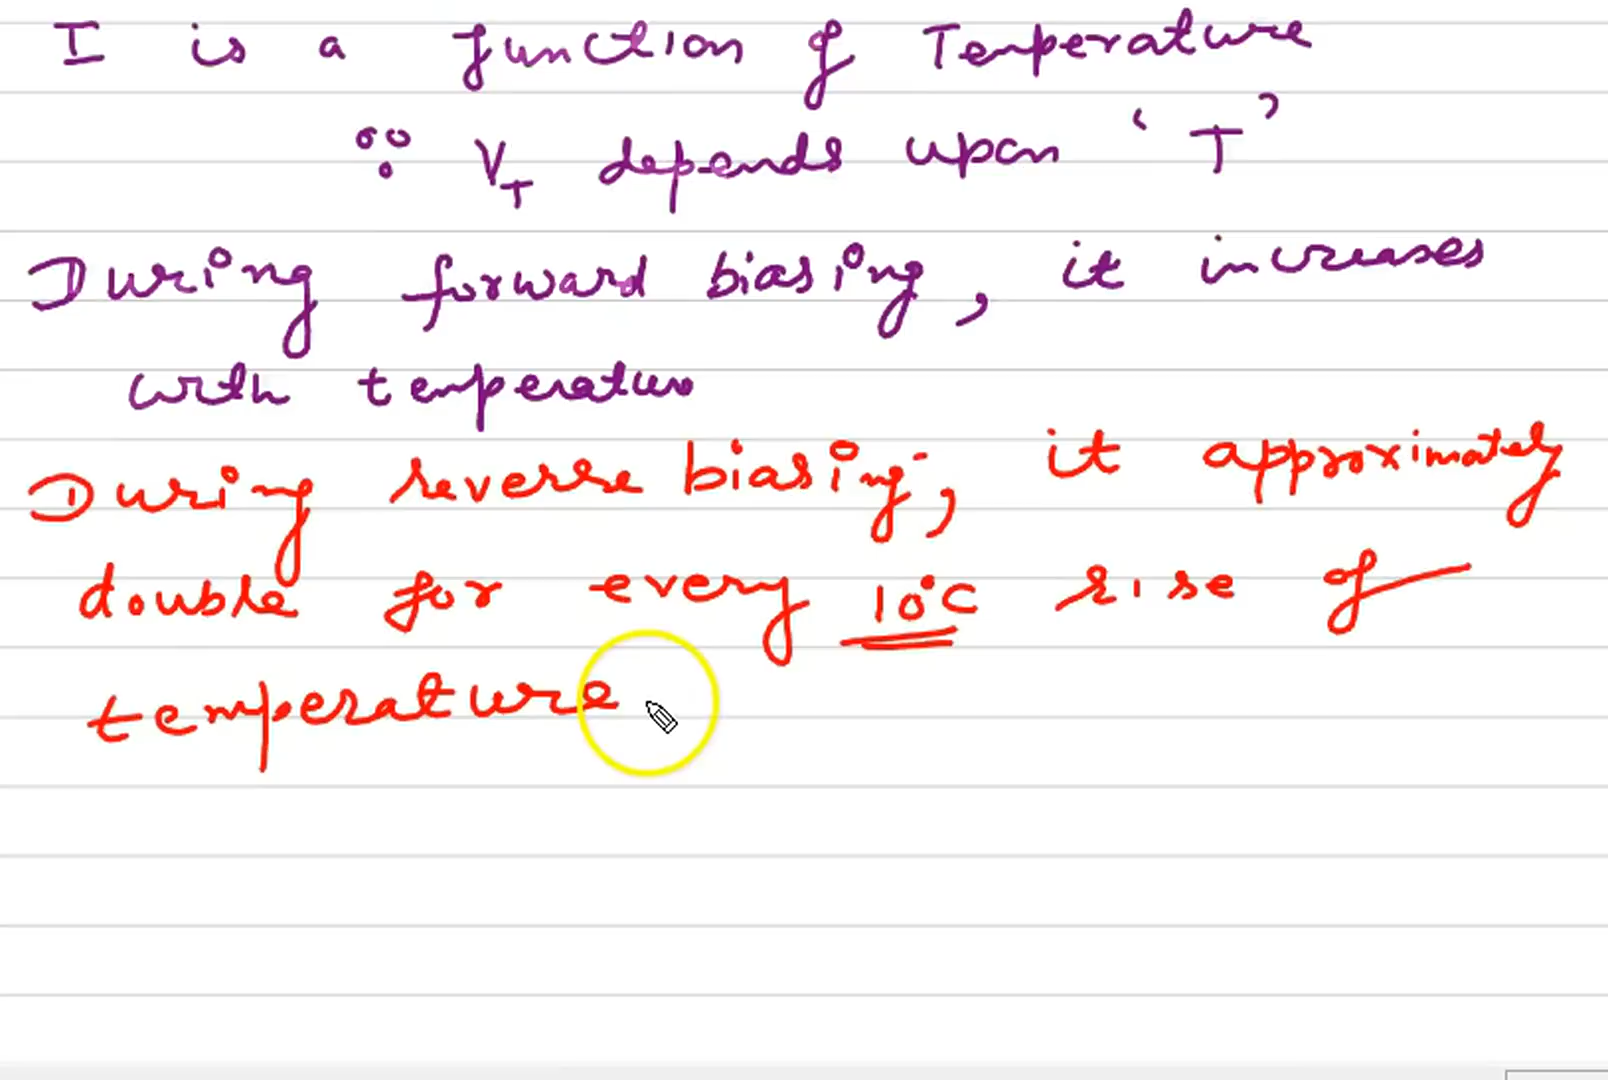 I is a function of Temperature
∵ V_T depends upon 'T'
During forward biasing, it increases
with temperature
During reverse biasing, it approximately
double for every 10°C rise of
temperature